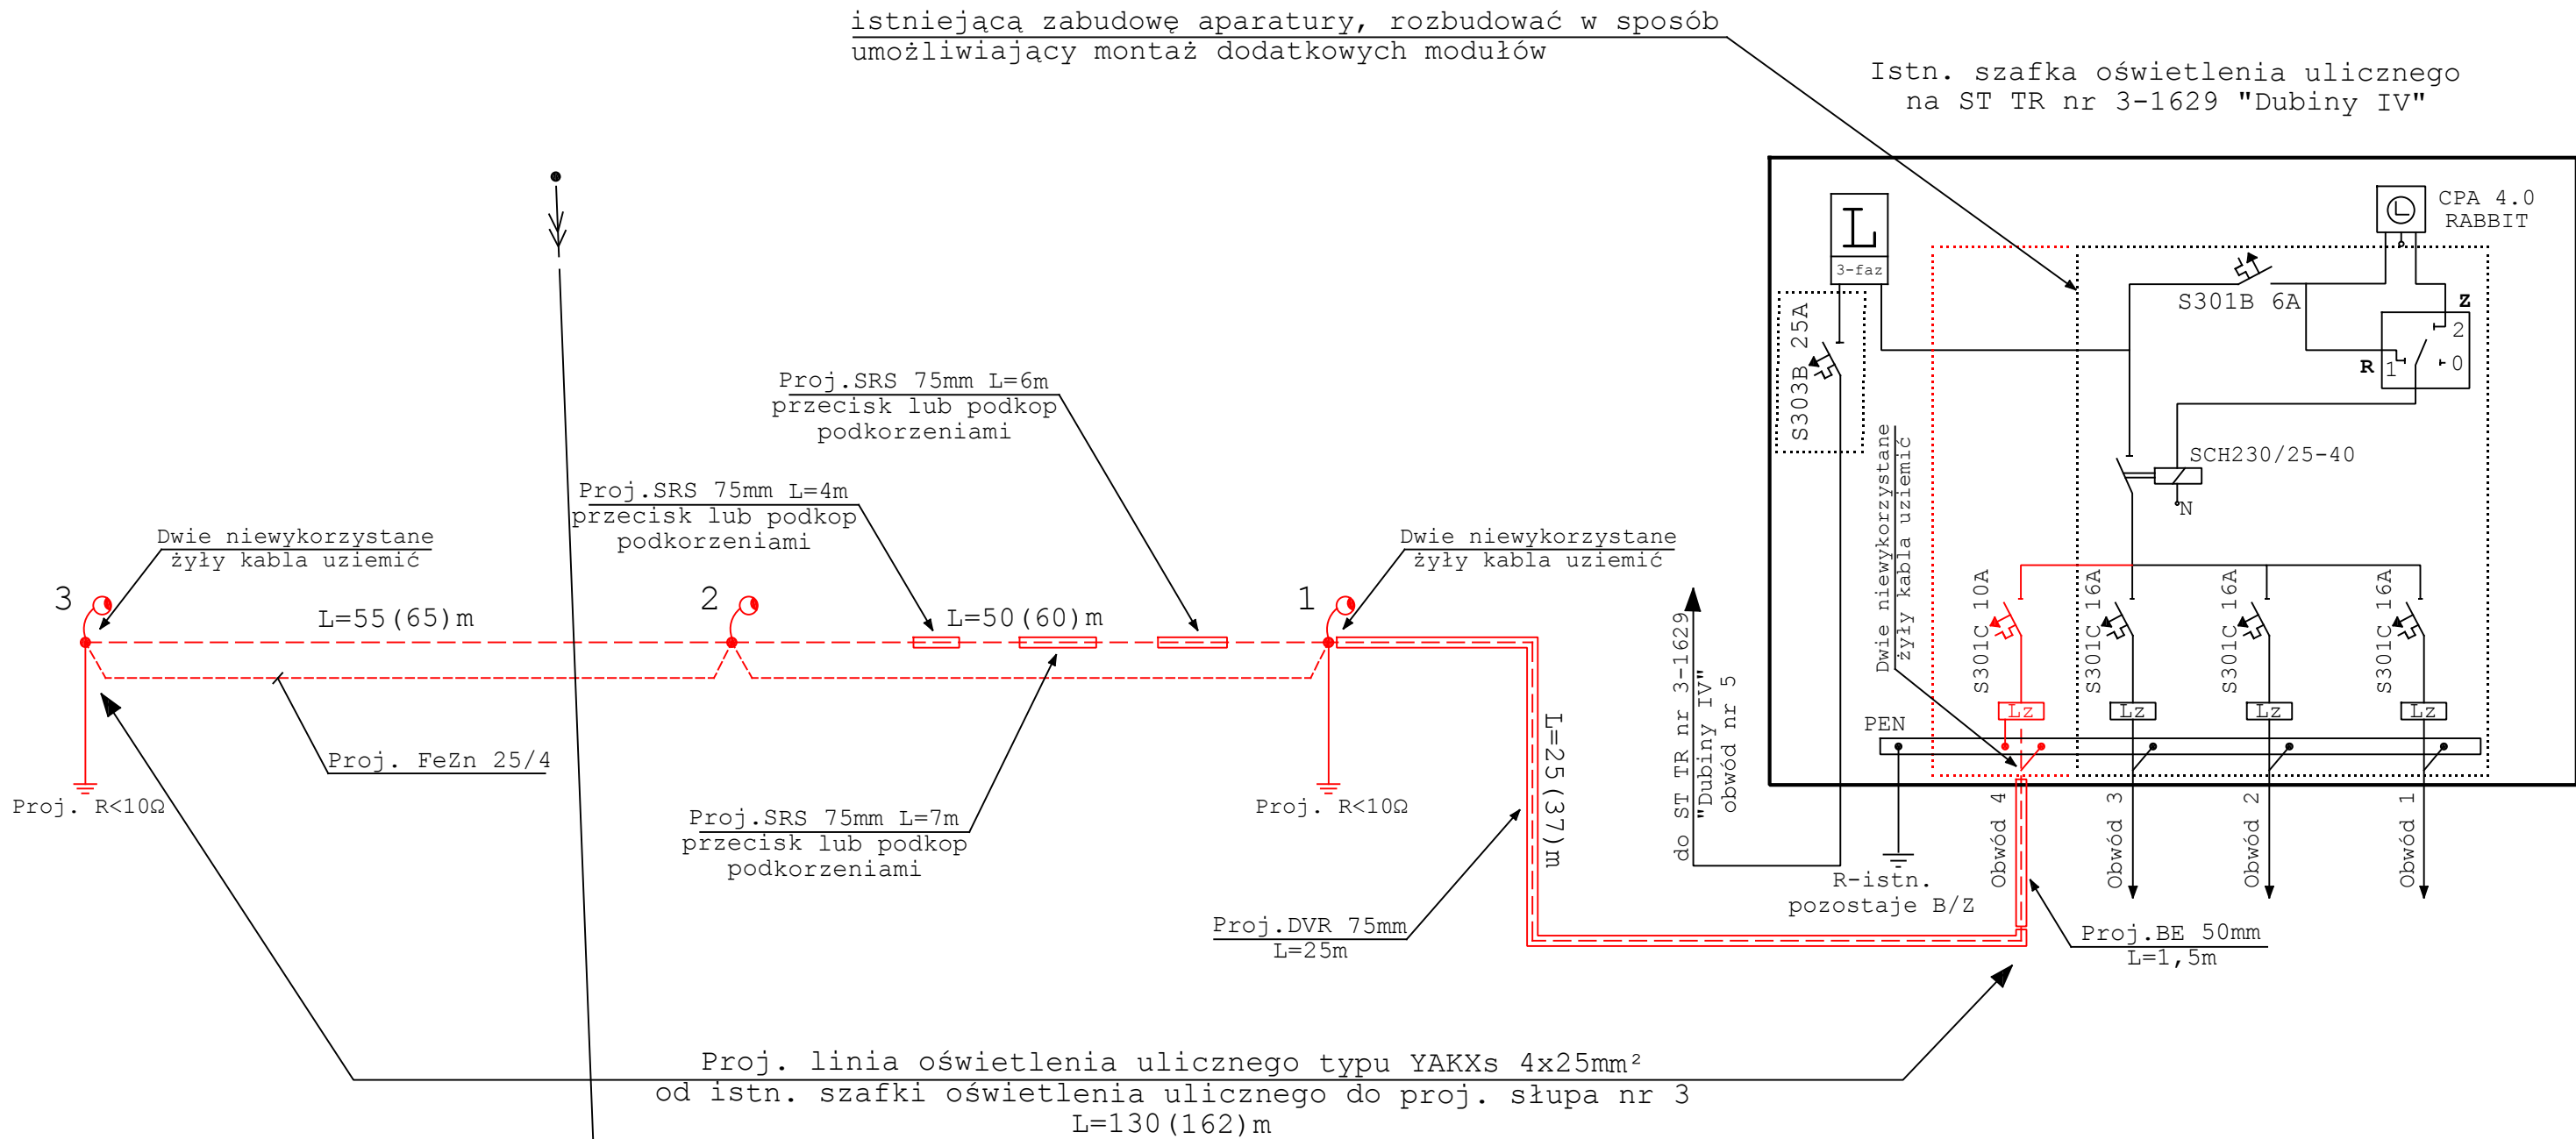 istniejącą zabudowę aparatury, rozbudować w sposób
umożliwiający montaż dodatkowych modułów
Istn. szafka oświetlenia ulicznego
na ST TR nr 3-1629 "Dubiny IV"
CPA 4.0
RABBIT
L
3-faz
S303B 25A
S301B 6A
Z
2
R
1
0
SCH230/25-40
N
Dwie niewykorzystane
żyły kabla uziemić
S301C 10A
S301C 16A
S301C 16A
S301C 16A
Lz
Lz
Lz
Lz
PEN
Proj.SRS 75mm L=6m
przecisk lub podkop
podkorzeniami
Proj.SRS 75mm L=4m
przecisk lub podkop
podkorzeniami
Dwie niewykorzystane
żyły kabla uziemić
Dwie niewykorzystane
żyły kabla uziemić
3
L=55(65)m
2
L=50(60)m
1
Proj. FeZn 25/4
Proj. R<10Ω
Proj.SRS 75mm L=7m
przecisk lub podkop
podkorzeniami
Proj. R<10Ω
L=25(37)m
do ST TR nr 3-1629
"Dubiny IV"
obwód nr 5
R-istn.
pozostaje B/Z
Obwód 4
Obwód 3
Obwód 2
Obwód 1
Proj.DVR 75mm
L=25m
Proj.BE 50mm
L=1,5m
Proj. linia oświetlenia ulicznego typu YAKXs 4x25mm²
od istn. szafki oświetlenia ulicznego do proj. słupa nr 3
L=130(162)m